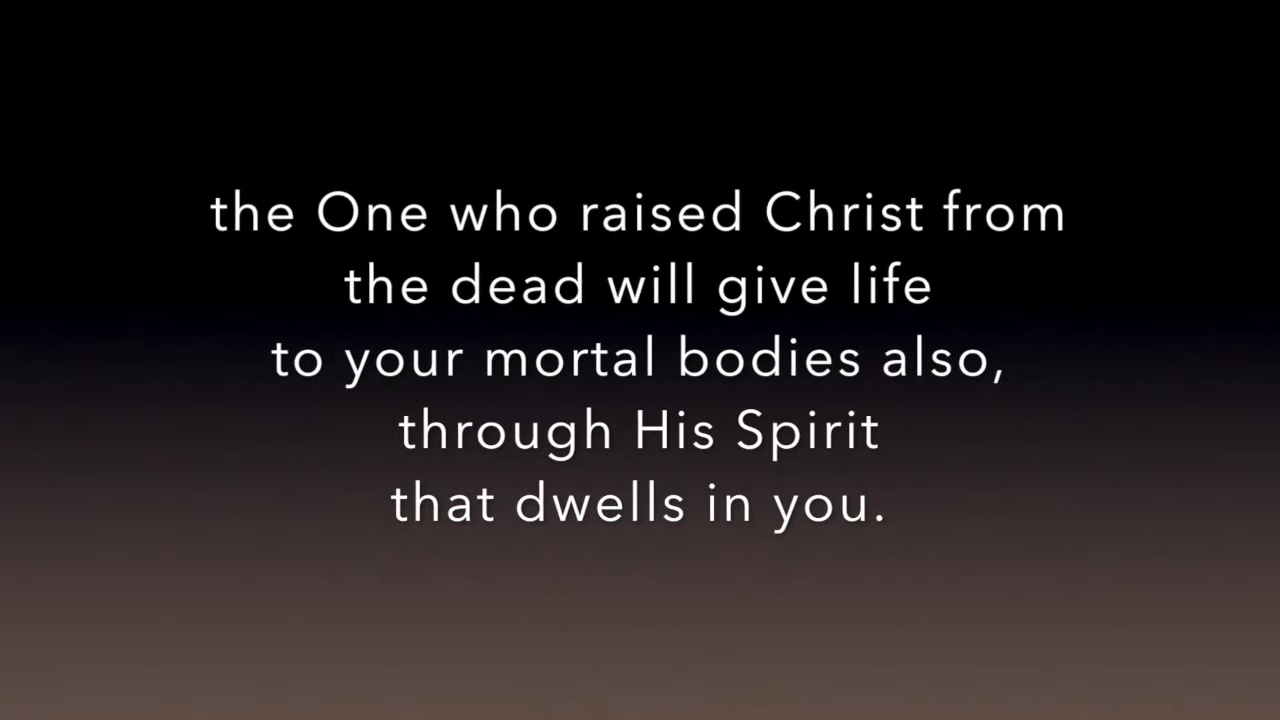 the One who raised Christ from
the dead will give life
to your mortal bodies also,
through His Spirit
that dwells in you.